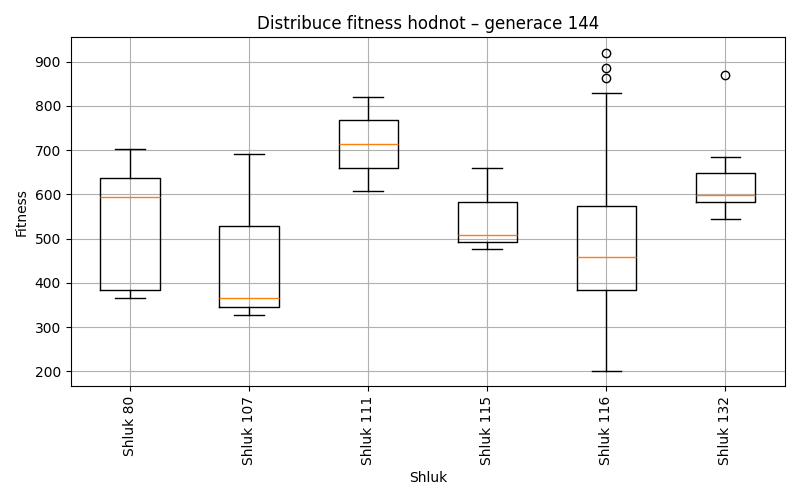 Distribuce fitness hodnot – generace 144
Fitness
900
800
700
600
500
400
300
200
Shluk 80
Shluk 107
Shluk 111
Shluk 115
Shluk 116
Shluk 132
Shluk